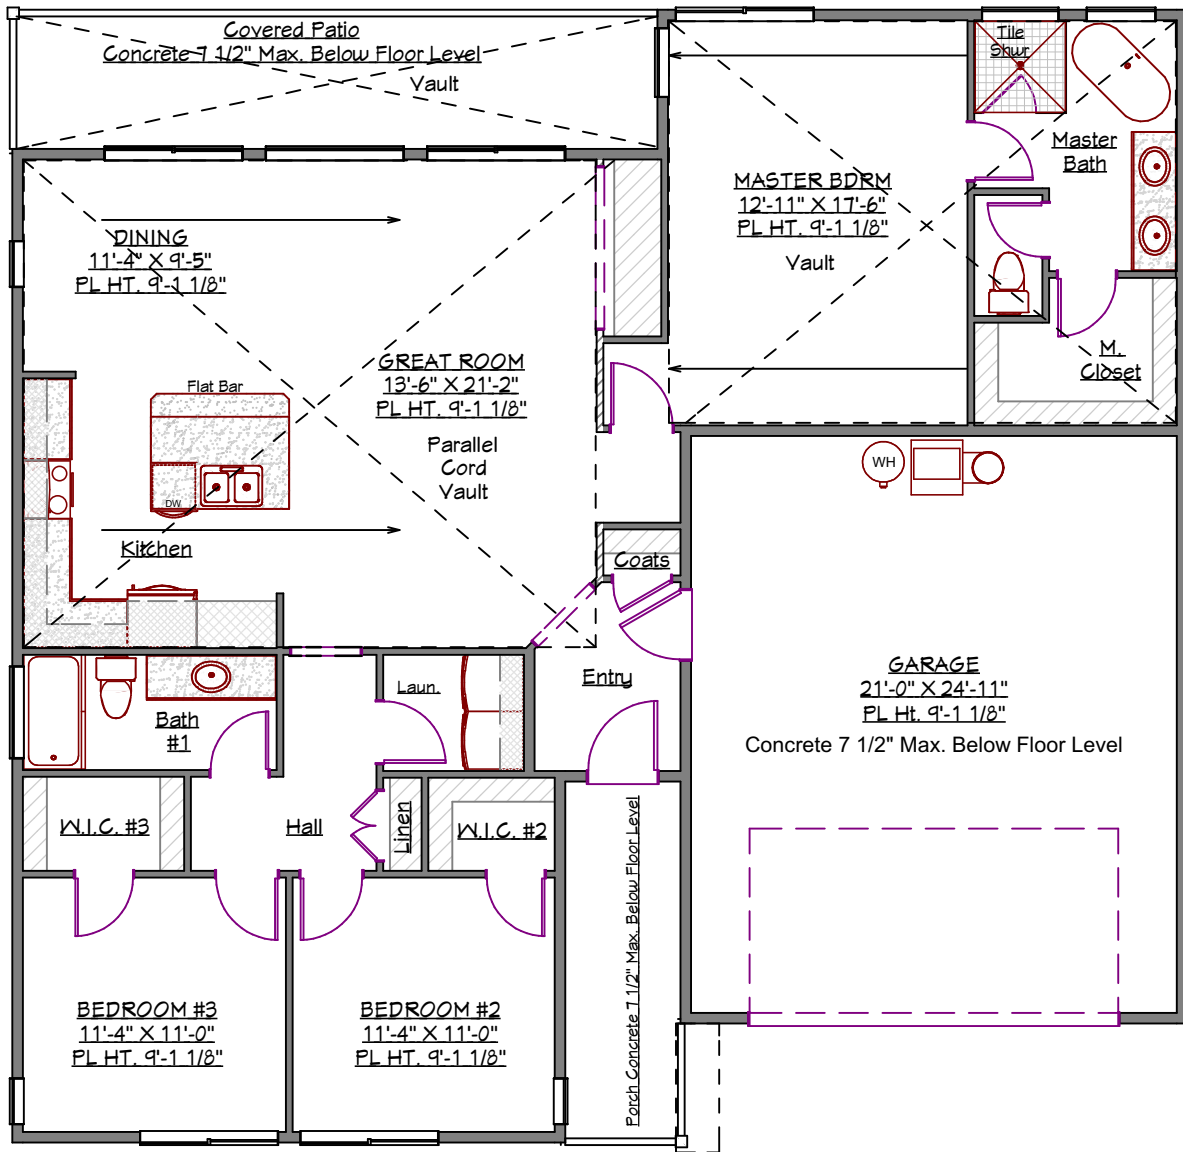 Covered Patio
Concrete 7 1/2" Max. Below Floor Level
Vault
Tile
Shwr
Master
Bath
MASTER BDRM
12'-11" X 17'-6"
PL HT. 9'-1 1/8"
Vault
DINING
11'-4" X 9'-5"
PL HT. 9'-1 1/8"
GREAT ROOM
13'-6" X 21'-2"
PL HT. 9'-1 1/8"
Parallel
Cord
Vault
M.
Closet
Flat Bar
DW
Kitchen
WH
Coats
Entry
Laun.
Bath
#1
GARAGE
21'-0" X 24'-11"
PL Ht. 9'-1 1/8"
Concrete 7 1/2" Max. Below Floor Level
W.I.C. #3
Hall
Linen
W.I.C. #2
Porch Concrete 7 1/2" Max. Below Floor Level
BEDROOM #3
11'-4" X 11'-0"
PL HT. 9'-1 1/8"
BEDROOM #2
11'-4" X 11'-0"
PL HT. 9'-1 1/8"